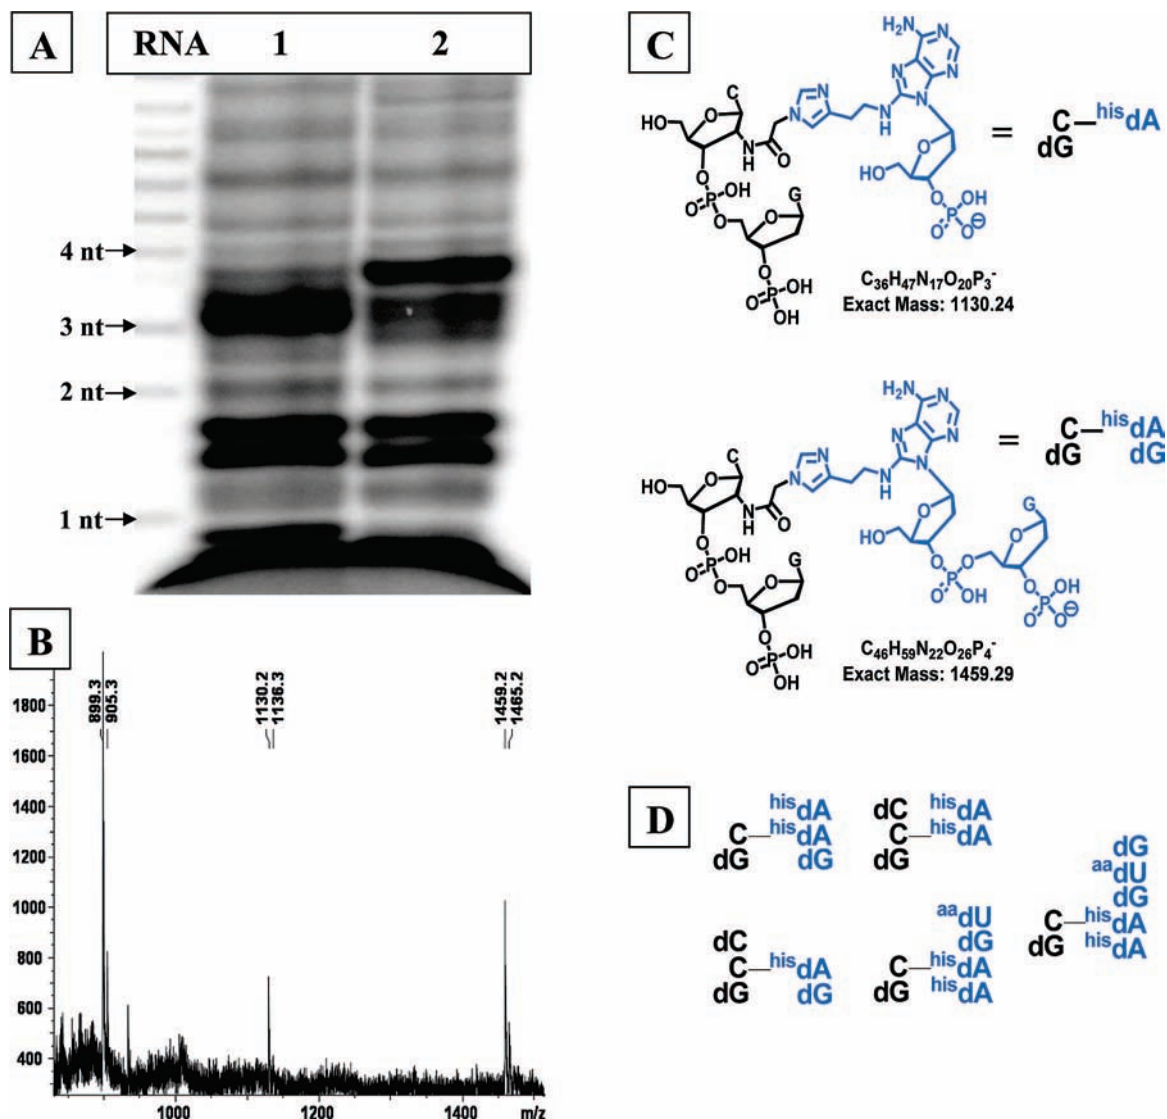 A
RNA 1 2
4 nt
3 nt
2 nt
1 nt
B
899.3
905.3
1130.2
1136.3
1459.2
1465.2
1800
1600
1400
1200
1000
800
600
400
1000 1200 1400 m/z
C
H₂N
N
N
N
N
C
N
N
N
H
HO
O
N
H
O
O
HO
O
O
P
OH
O
O
G
O
O
P
OH
O
O⊖
O
O
P
OH
O
OH
=
C
dG
hisdA
C₃₆H₄₇N₁₇O₂₀P₃⁻
Exact Mass: 1130.24
H₂N
N
N
N
N
C
N
N
N
H
HO
O
N
H
O
O
HO
G
O
O
P
OH
O
O
G
O
O
P
O
OH
O
O
O
P
OH
O
O⊖
O
O
P
OH
O
OH
=
C
dG
hisdA
dG
C₄₆H₅₉N₂₂O₂₆P₄⁻
Exact Mass: 1459.29
D
hisdA
C hisdA
dG dG
dC hisdA
C hisdA
dG
dC
C hisdA
dG dG
aadU
dG
C hisdA
dG hisdA
dG
aadU
dG
C hisdA
dG hisdA